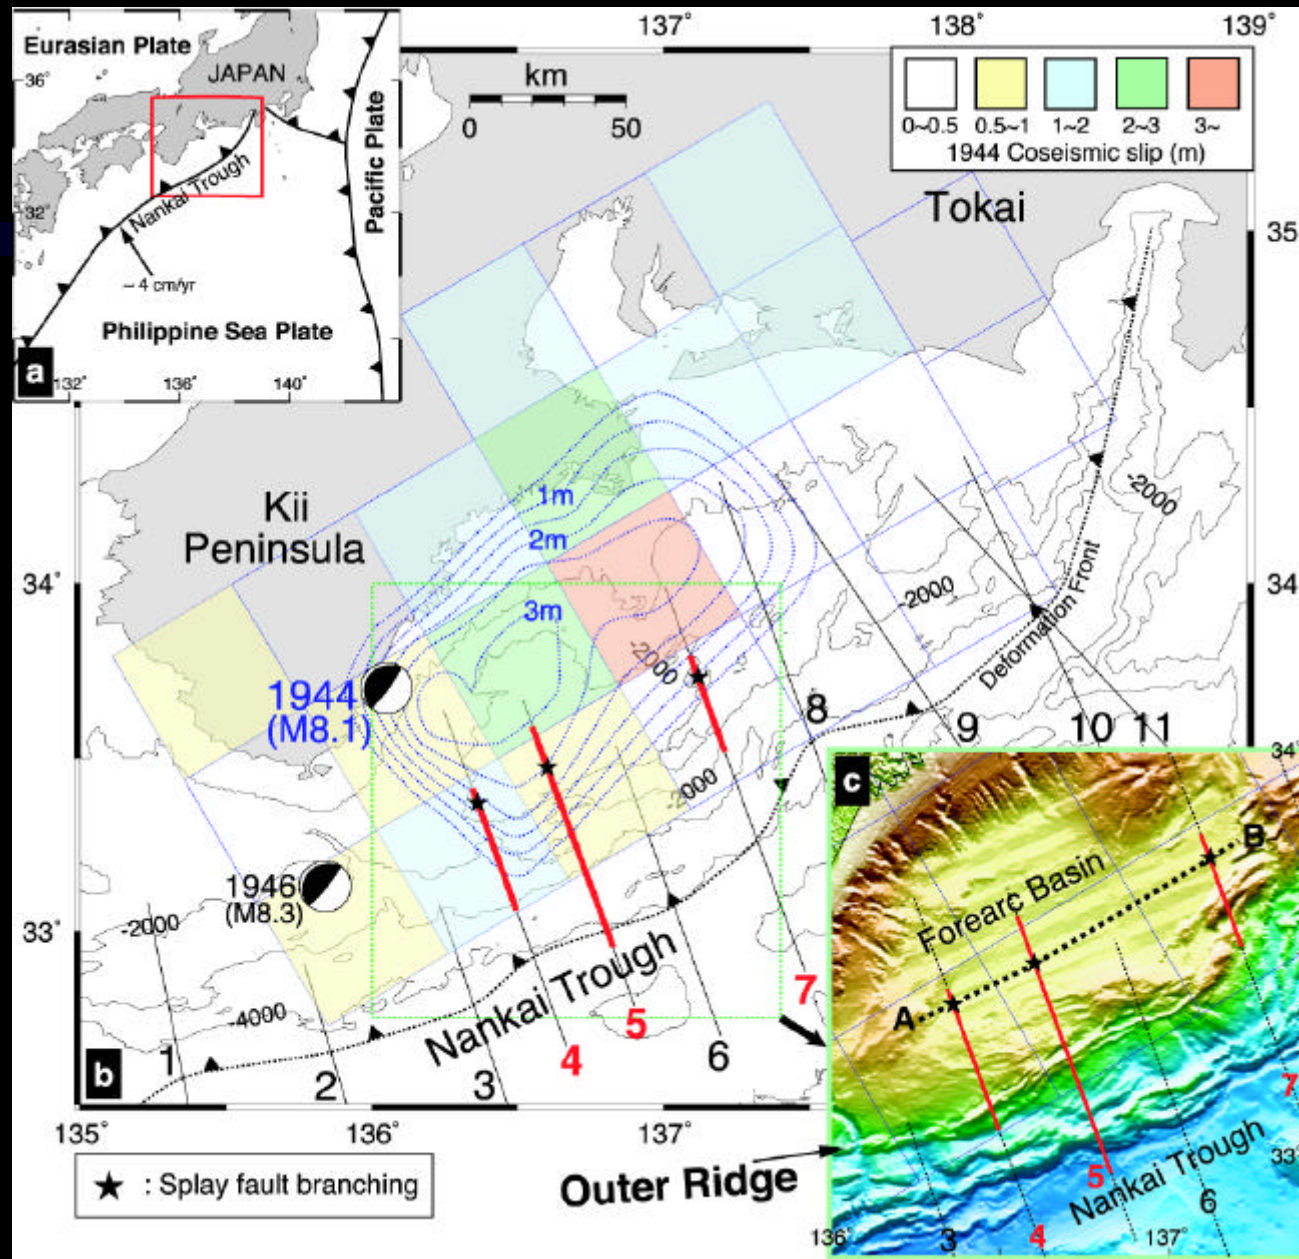 137°
138°
139°
Eurasian Plate
JAPAN
36°
32°
Nankai Trough
Pacific Plate
~ 4 cm/yr
Philippine Sea Plate
a
132°
136°
140°
km
0
50
0~0.5
0.5~1
1~2
2~3
3~
1944 Coseismic slip (m)
Tokai
35
Kii
Peninsula
1m
2m
3m
-2000
-2000
-2000
-2000
Deformation Front
34°
34
1944
(M8.1)
1946
(M8.3)
33°
-2000
-4000
Nankai Trough
1
2
3
4
5
6
7
8
9
10
11
b
135°
136°
137°
★ : Splay fault branching
Outer Ridge
c
34°
Forearc Basin
A
B
Nankai Trough
33°
136°
137°
3
4
5
6
7